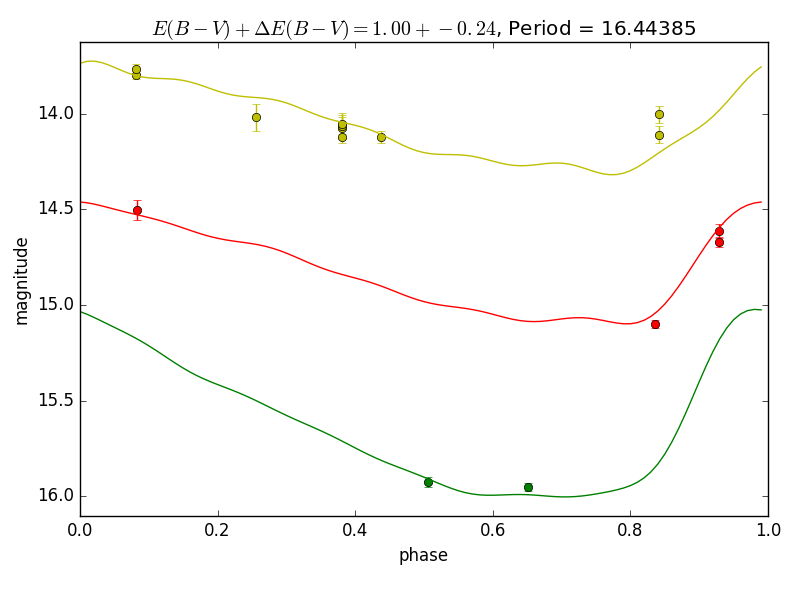 E(B − V) + ΔE(B − V) = 1.00 + −0.24, Period = 16.44385
14.0
14.5
15.0
15.5
16.0
magnitude
0.0 0.2 0.4 0.6 0.8 1.0
phase